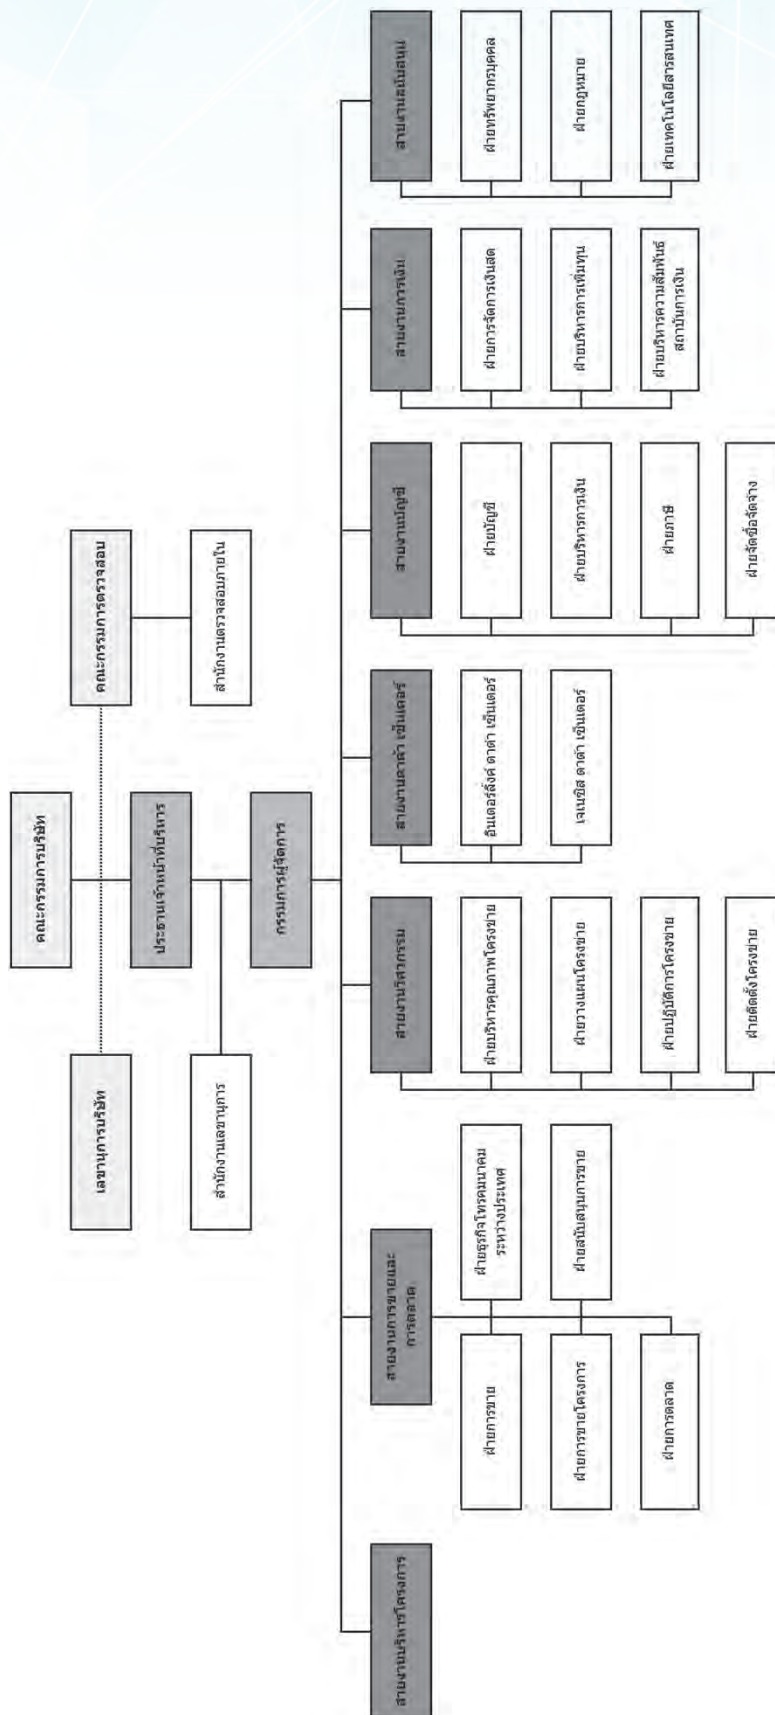 คณะกรรมการบริษัท
เลขานุการบริษัท
คณะกรรมการตรวจสอบ
ประธานเจ้าหน้าที่บริหาร
สำนักงานเลขานุการ
สำนักงานตรวจสอบภายใน
กรรมการผู้จัดการ
สายงานบริหารโครงการ
สายงานการขายและ
การตลาด
ฝ่ายการขาย
ฝ่ายธุรกิจโทรคมนาคม
ระหว่างประเทศ
ฝ่ายการขายโครงการ
ฝ่ายสนับสนุนการขาย
ฝ่ายการตลาด
สายงานวิศวกรรม
ฝ่ายบริหารคุณภาพโครงข่าย
ฝ่ายวางแผนโครงข่าย
ฝ่ายปฏิบัติการโครงข่าย
ฝ่ายติดตั้งโครงข่าย
สายงานดาต้า เซ็นเตอร์
อินเตอร์ลิ้งค์ ดาต้า เซ็นเตอร์
เจเนซิส ดาต้า เซ็นเตอร์
สายงานบัญชี
ฝ่ายบัญชี
ฝ่ายบริหารการเงิน
ฝ่ายภาษี
ฝ่ายจัดซื้อจัดจ้าง
สายงานการเงิน
ฝ่ายการจัดการเงินสด
ฝ่ายบริหารการเพิ่มทุน
ฝ่ายบริหารความสัมพันธ์
สถาบันการเงิน
สายงานสนับสนุน
ฝ่ายทรัพยากรบุคคล
ฝ่ายกฎหมาย
ฝ่ายเทคโนโลยีสารสนเทศ